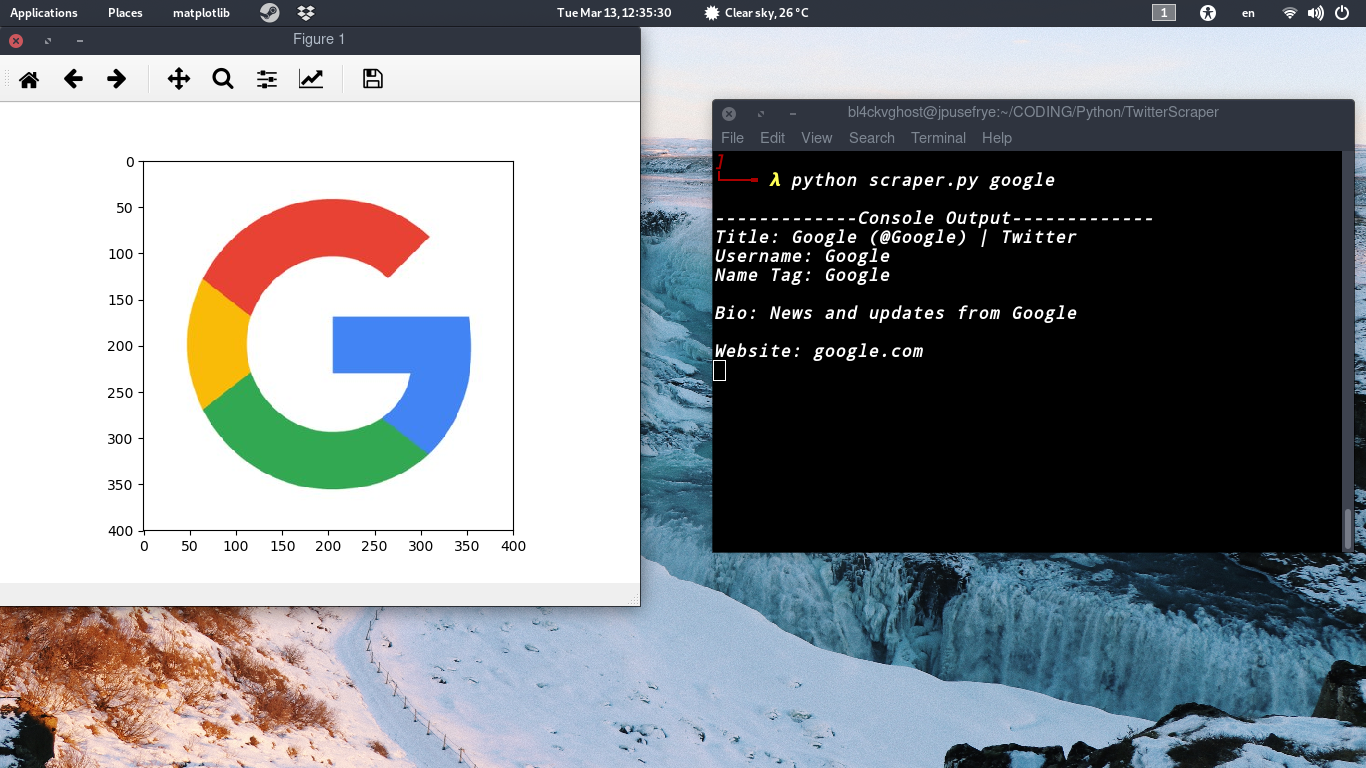 Applications Places matplotlib Tue Mar 13, 12:35:30 Clear sky, 26 °C 1 en
Figure 1
0
50
100
150
200
250
300
350
400
0 50 100 150 200 250 300 350 400
bl4ckvghost@jpusefrye:~/CODING/Python/TwitterScraper
File Edit View Search Terminal Help
]
λ python scraper.py google
-------------Console Output-------------
Title: Google (@Google) | Twitter
Username: Google
Name Tag: Google
Bio: News and updates from Google
Website: google.com